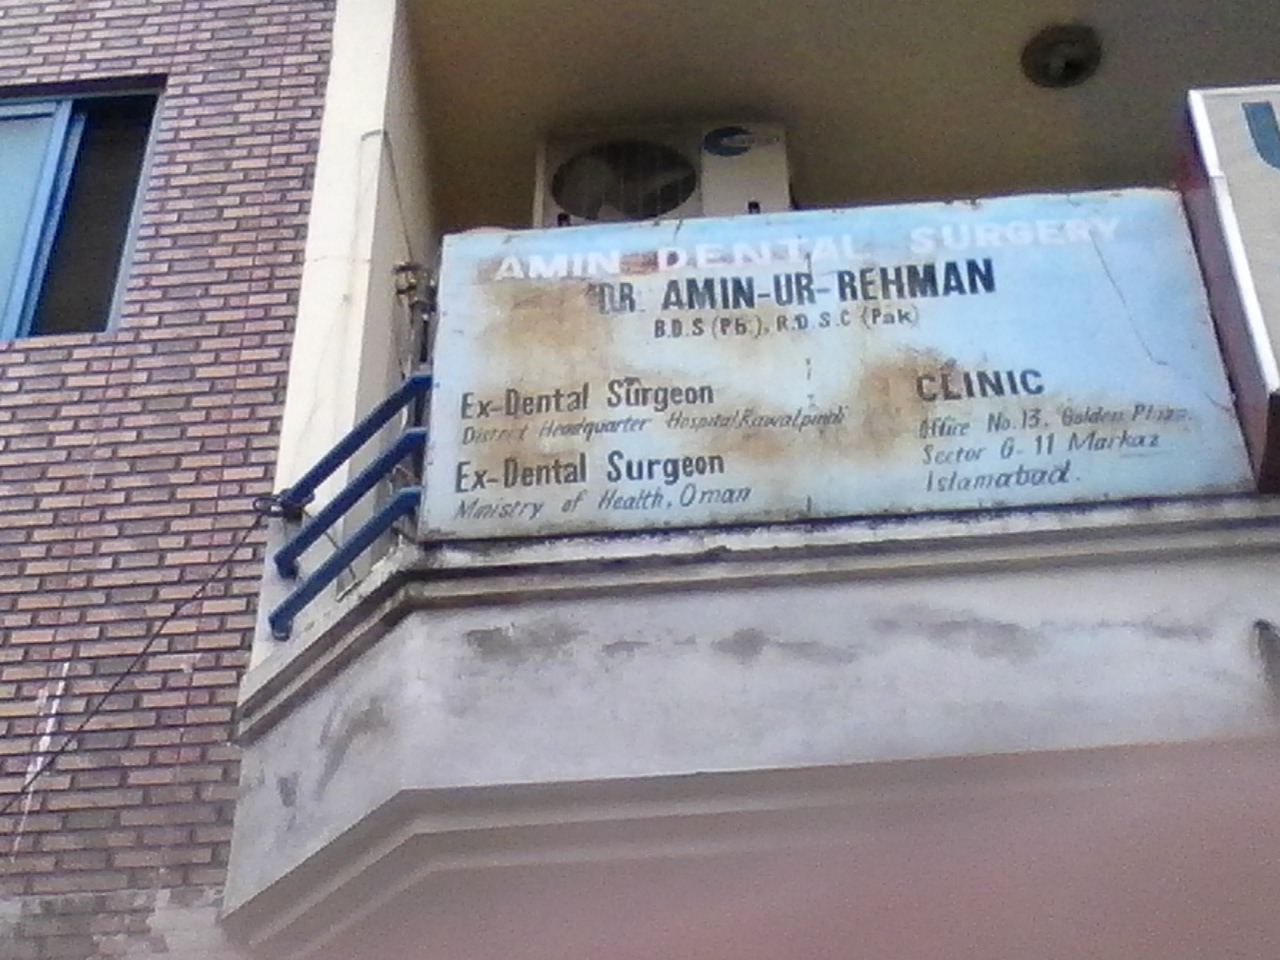 AMIN DENTAL SURGERY
DR. AMIN-UR-REHMAN
B.D.S (Pb.), R.D.S.C (Pak)
Ex-Dental Surgeon
District Headquarter Hospital, Rawalpindi
Ex-Dental Surgeon
Ministry of Health, Oman
CLINIC
Office No. 13, Golden Plaza
Sector G-11 Markaz
Islamabad.